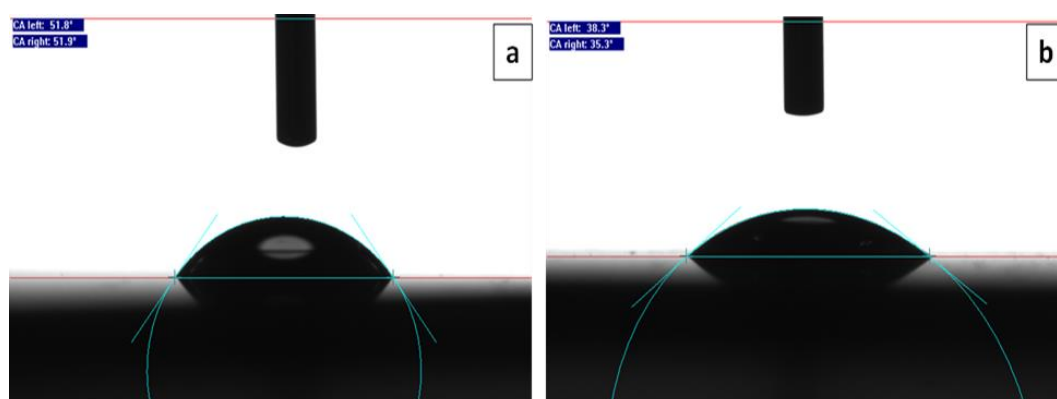 CA left: 51.8°
CA right: 51.9°
a
CA left: 38.3°
CA right: 35.3°
b